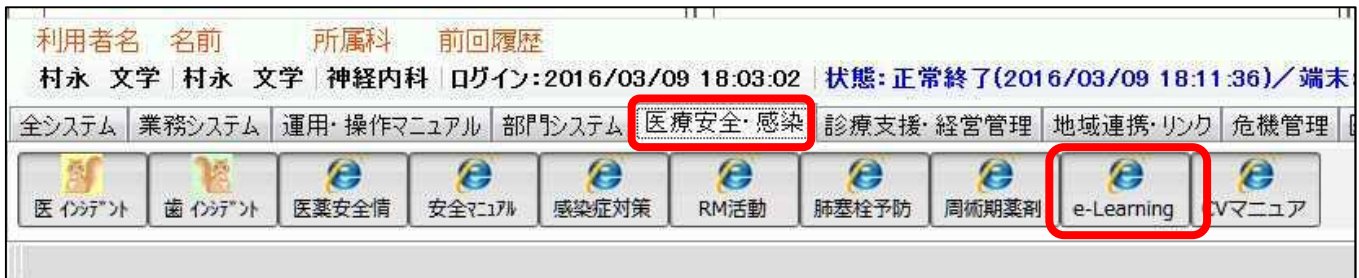 利用者名 名前 所属科 前回履歴
村永 文学 村永 文学 神経内科 ログイン:2016/03/09 18:03:02 状態:正常終了(2016/03/09 18:11:36)／端末:
全システム 業務システム 運用・操作マニュアル 部門システム 医療安全・感染 診療支援・経営管理 地域連携・リンク 危機管理
医 ｲﾝｼﾃﾞﾝﾄ 歯 ｲﾝｼﾃﾞﾝﾄ 医薬安全情 安全ﾏﾆｭｱﾙ 感染症対策 RM活動 肺塞栓予防 周術期薬剤 e-Learning CVマニュア